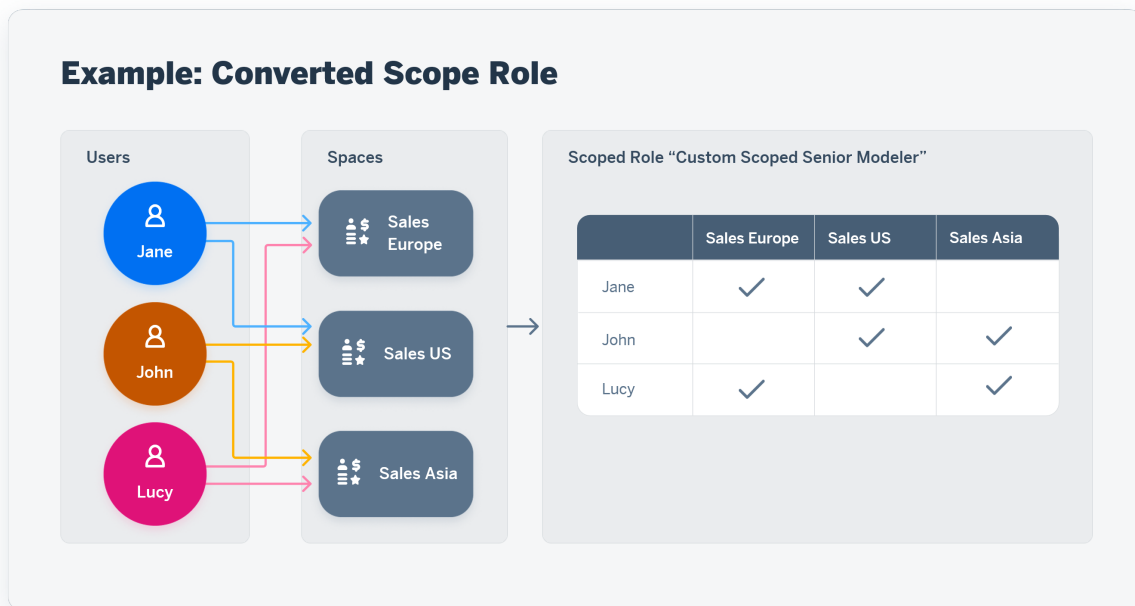 Example: Converted Scope Role
Users
Jane
John
Lucy
Spaces
Sales
Europe
Sales US
Sales Asia
Scoped Role “Custom Scoped Senior Modeler”
Sales Europe Sales US Sales Asia
Jane
John
Lucy